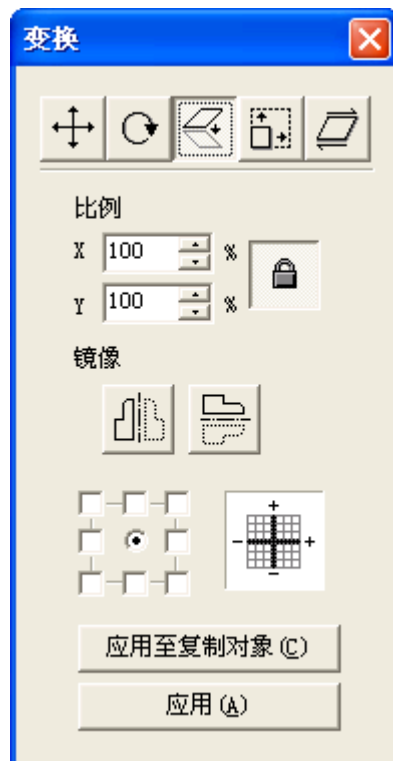 变换
比例
X 100 %
Y 100 %
镜像
+
- +
-
应用至复制对象(C)
应用(A)